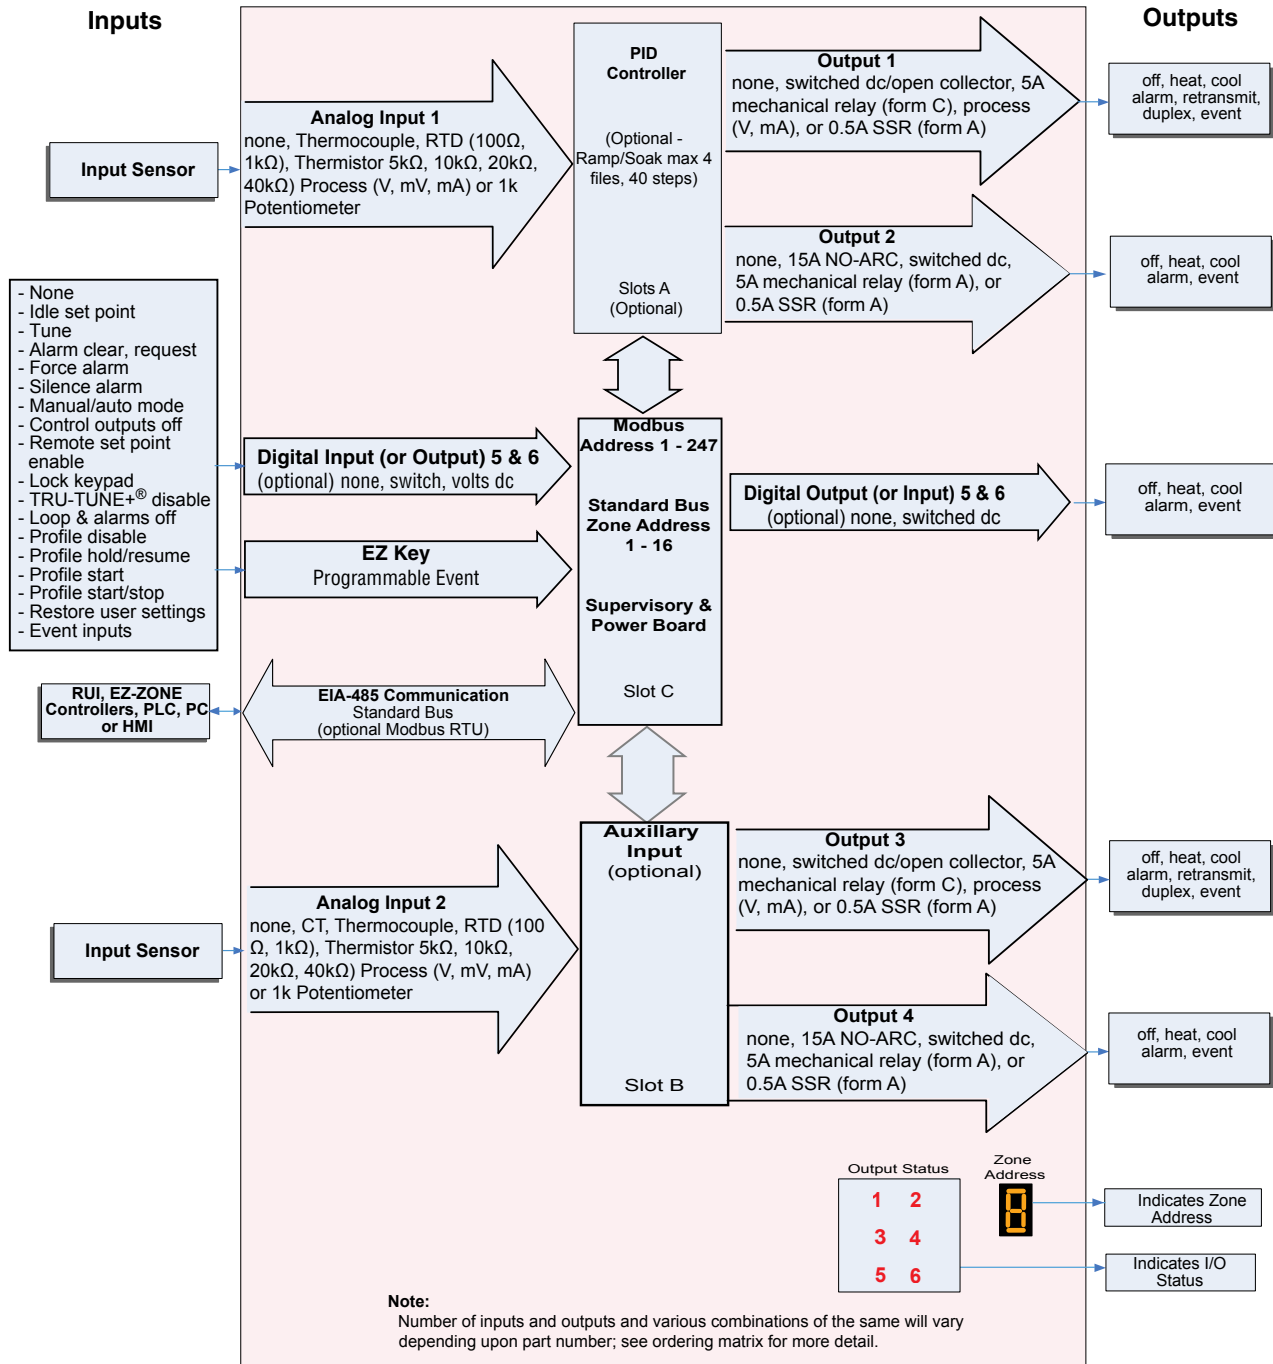 Inputs
Outputs
PID
Controller
(Optional -
Ramp/Soak max 4
files, 40 steps)
Slots A
(Optional)
Output 1
none, switched dc/open collector, 5A
mechanical relay (form C), process
(V, mA), or 0.5A SSR (form A)
off, heat, cool
alarm, retransmit,
duplex, event
Input Sensor
Analog Input 1
none, Thermocouple, RTD (100Ω,
1kΩ), Thermistor 5kΩ, 10kΩ, 20kΩ,
40kΩ) Process (V, mV, mA) or 1k
Potentiometer
Output 2
none, 15A NO-ARC, switched dc,
5A mechanical relay (form A), or
0.5A SSR (form A)
off, heat, cool
alarm, event
- None
- Idle set point
- Tune
- Alarm clear, request
- Force alarm
- Silence alarm
- Manual/auto mode
- Control outputs off
- Remote set point
enable
- Lock keypad
- TRU-TUNE+® disable
- Loop & alarms off
- Profile disable
- Profile hold/resume
- Profile start
- Profile start/stop
- Restore user settings
- Event inputs
Digital Input (or Output) 5 & 6
(optional) none, switch, volts dc
EZ Key
Programmable Event
Modbus
Address 1 - 247
Standard Bus
Zone Address
1 - 16
Supervisory &
Power Board
Slot C
Digital Output (or Input) 5 & 6
(optional) none, switched dc
off, heat, cool
alarm, event
RUI, EZ-ZONE
Controllers, PLC, PC
or HMI
EIA-485 Communication
Standard Bus
(optional Modbus RTU)
Auxillary
Input
(optional)
Slot B
Output 3
none, switched dc/open collector, 5A
mechanical relay (form C), process
(V, mA), or 0.5A SSR (form A)
off, heat, cool
alarm, retransmit,
duplex, event
Input Sensor
Analog Input 2
none, CT, Thermocouple, RTD (100
Ω, 1kΩ), Thermistor 5kΩ, 10kΩ,
20kΩ, 40kΩ) Process (V, mV, mA)
or 1k Potentiometer
Output 4
none, 15A NO-ARC, switched dc,
5A mechanical relay (form A), or
0.5A SSR (form A)
off, heat, cool
alarm, event
Output Status
1 2
3 4
5 6
Zone
Address
8
Indicates Zone
Address
Indicates I/O
Status
Note:
Number of inputs and outputs and various combinations of the same will vary
depending upon part number; see ordering matrix for more detail.